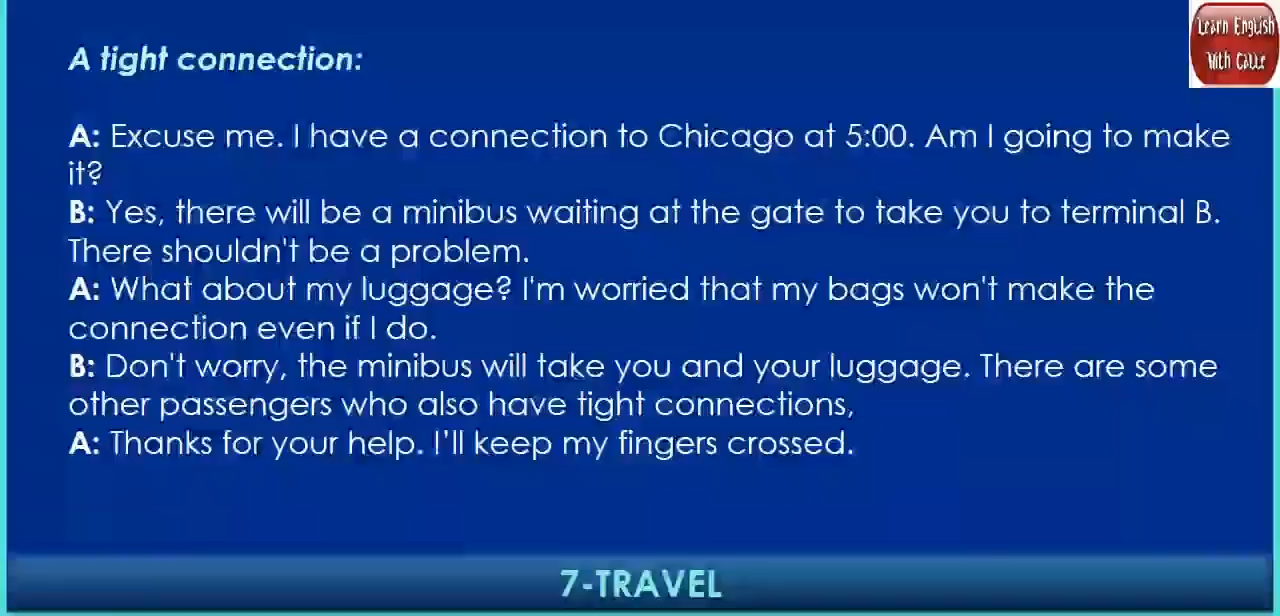 Learn English
With Callr
A tight connection:
A: Excuse me. I have a connection to Chicago at 5:00. Am I going to make
it?
B: Yes, there will be a minibus waiting at the gate to take you to terminal B.
There shouldn't be a problem.
A: What about my luggage? I'm worried that my bags won't make the
connection even if I do.
B: Don't worry, the minibus will take you and your luggage. There are some
other passengers who also have tight connections,
A: Thanks for your help. I'll keep my fingers crossed.
7-TRAVEL